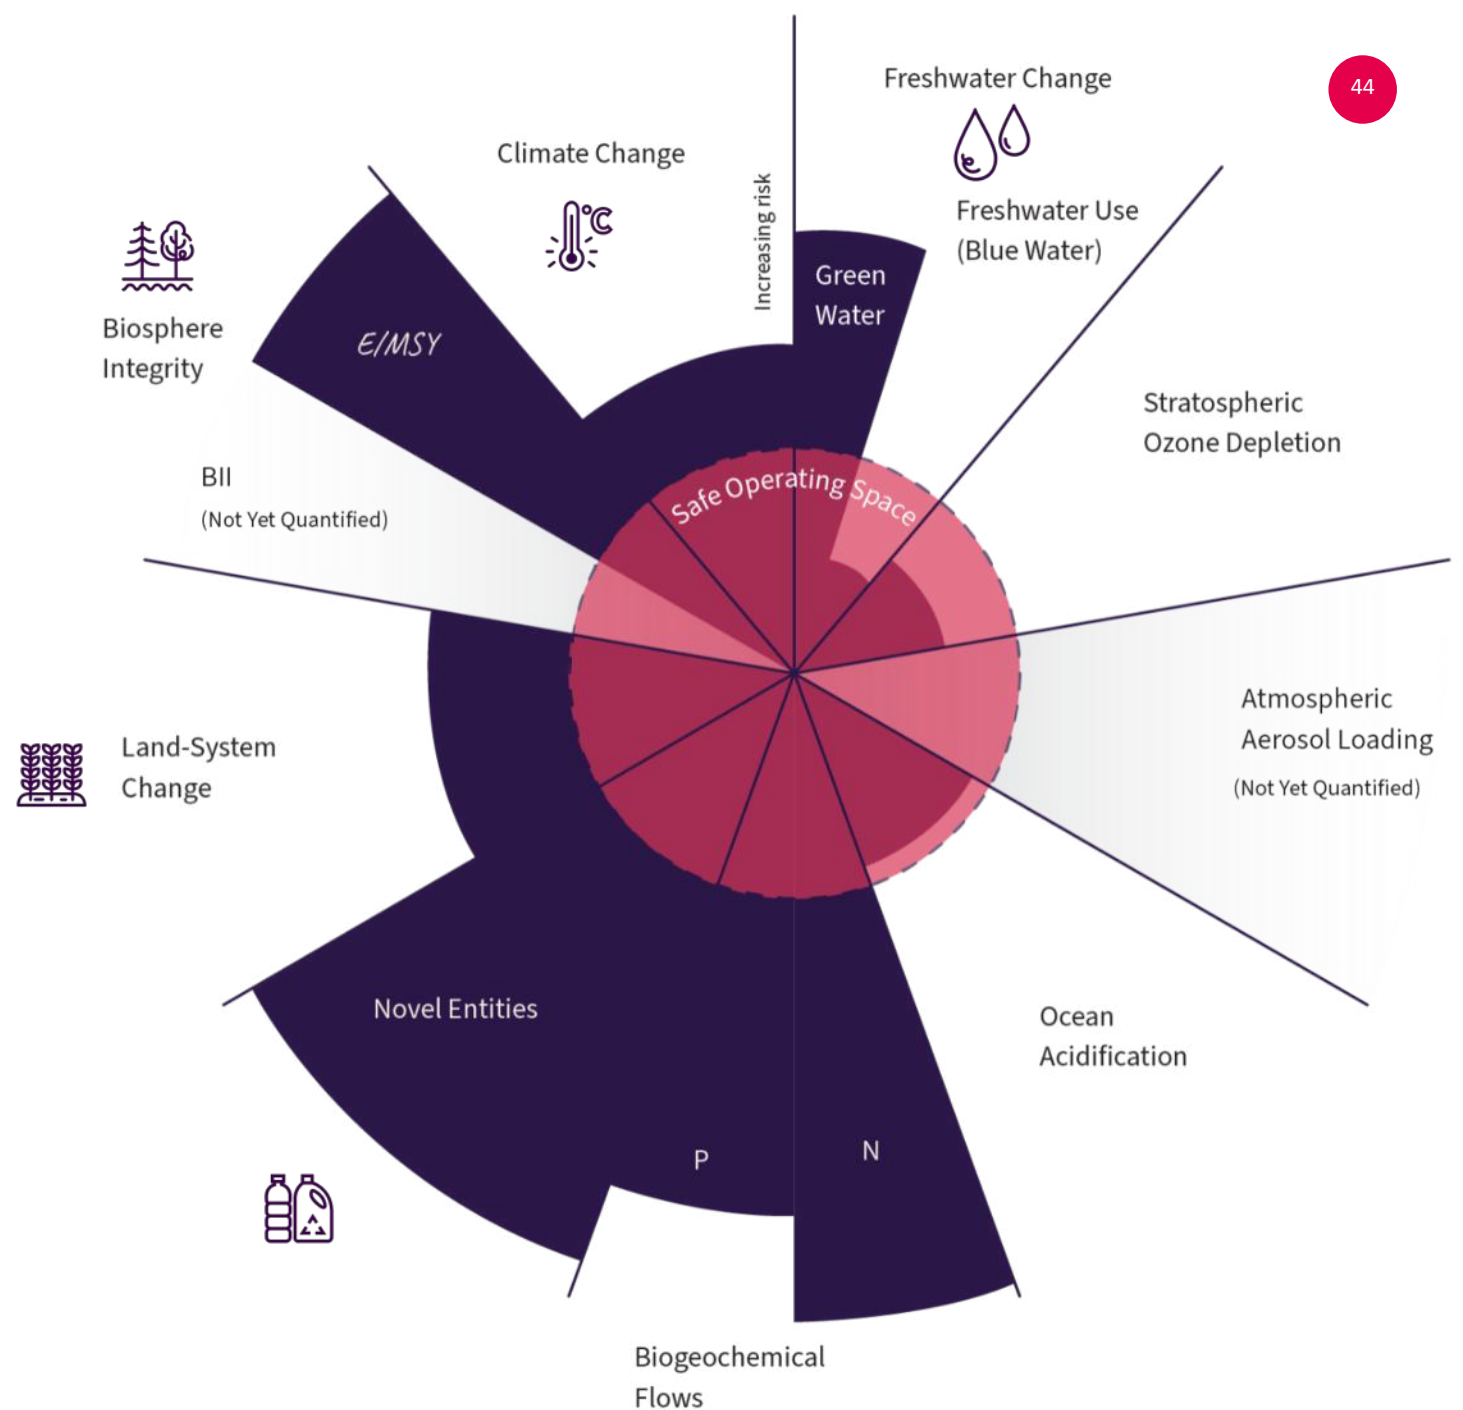 44
Freshwater Change
Climate Change
°C
Increasing risk
Freshwater Use
(Blue Water)
Green
Water
Biosphere
Integrity
E/MSY
Stratospheric
Ozone Depletion
BII
(Not Yet Quantified)
Safe Operating Space
Atmospheric
Aerosol Loading
(Not Yet Quantified)
Land-System
Change
Novel Entities
Ocean
Acidification
P
N
Biogeochemical
Flows